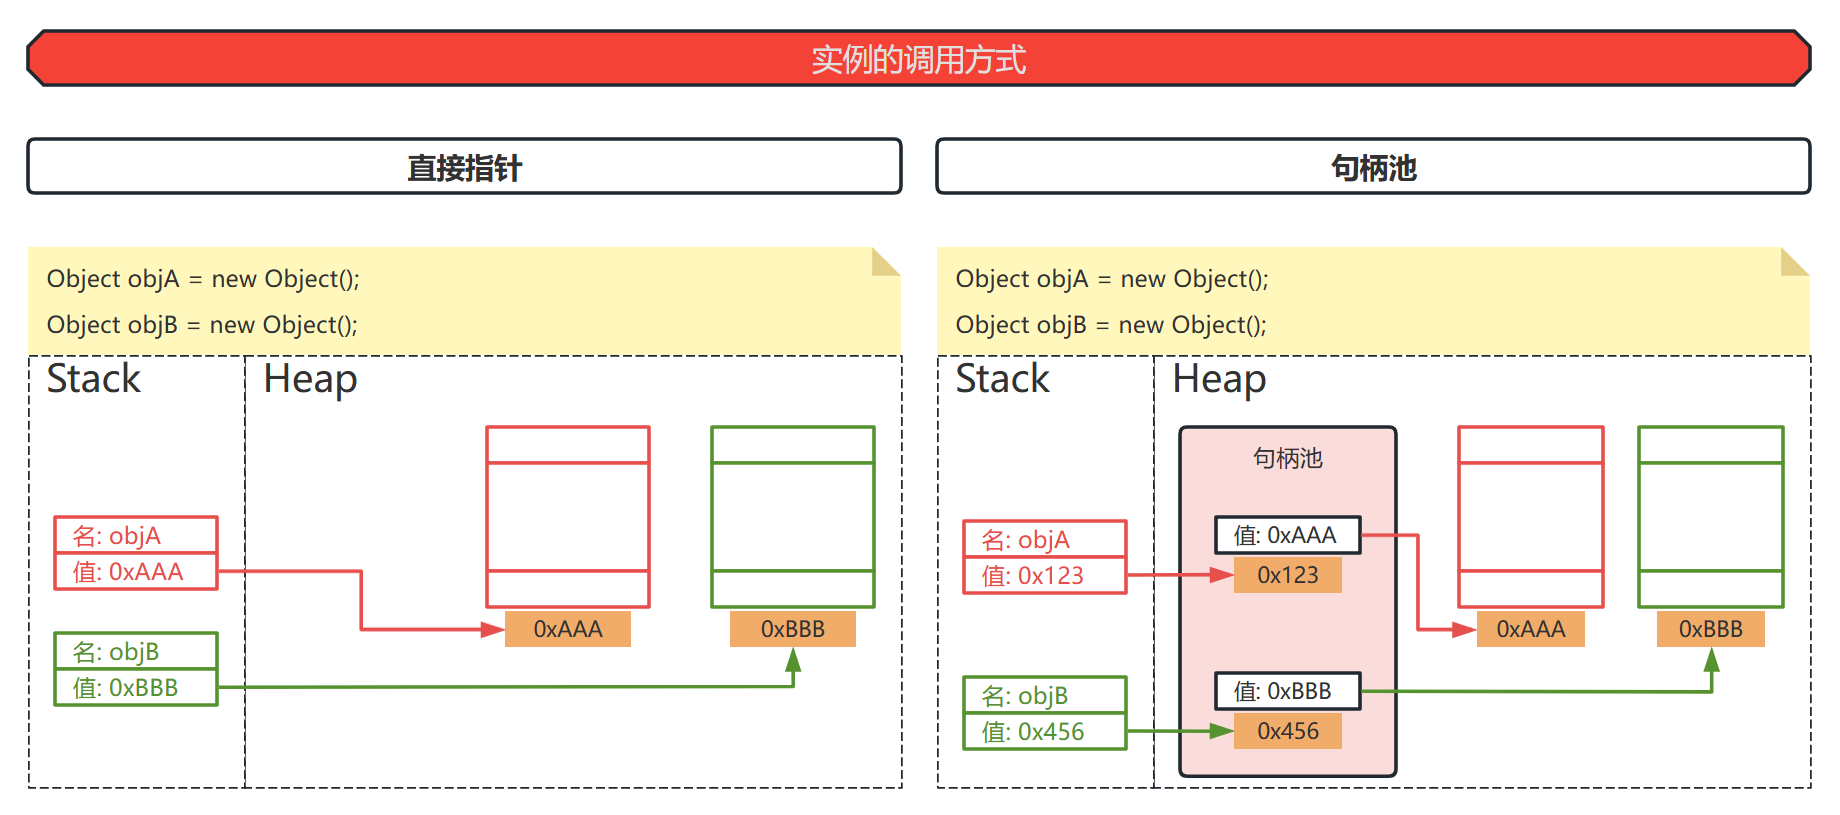 实例的调用方式
直接指针
Object objA = new Object();
Object objB = new Object();
Stack
Heap
名: objA
值: 0xAAA
名: objB
值: 0xBBB
0xAAA
0xBBB
句柄池
Object objA = new Object();
Object objB = new Object();
Stack
Heap
句柄池
名: objA
值: 0x123
值: 0xAAA
0x123
名: objB
值: 0x456
值: 0xBBB
0x456
0xAAA
0xBBB